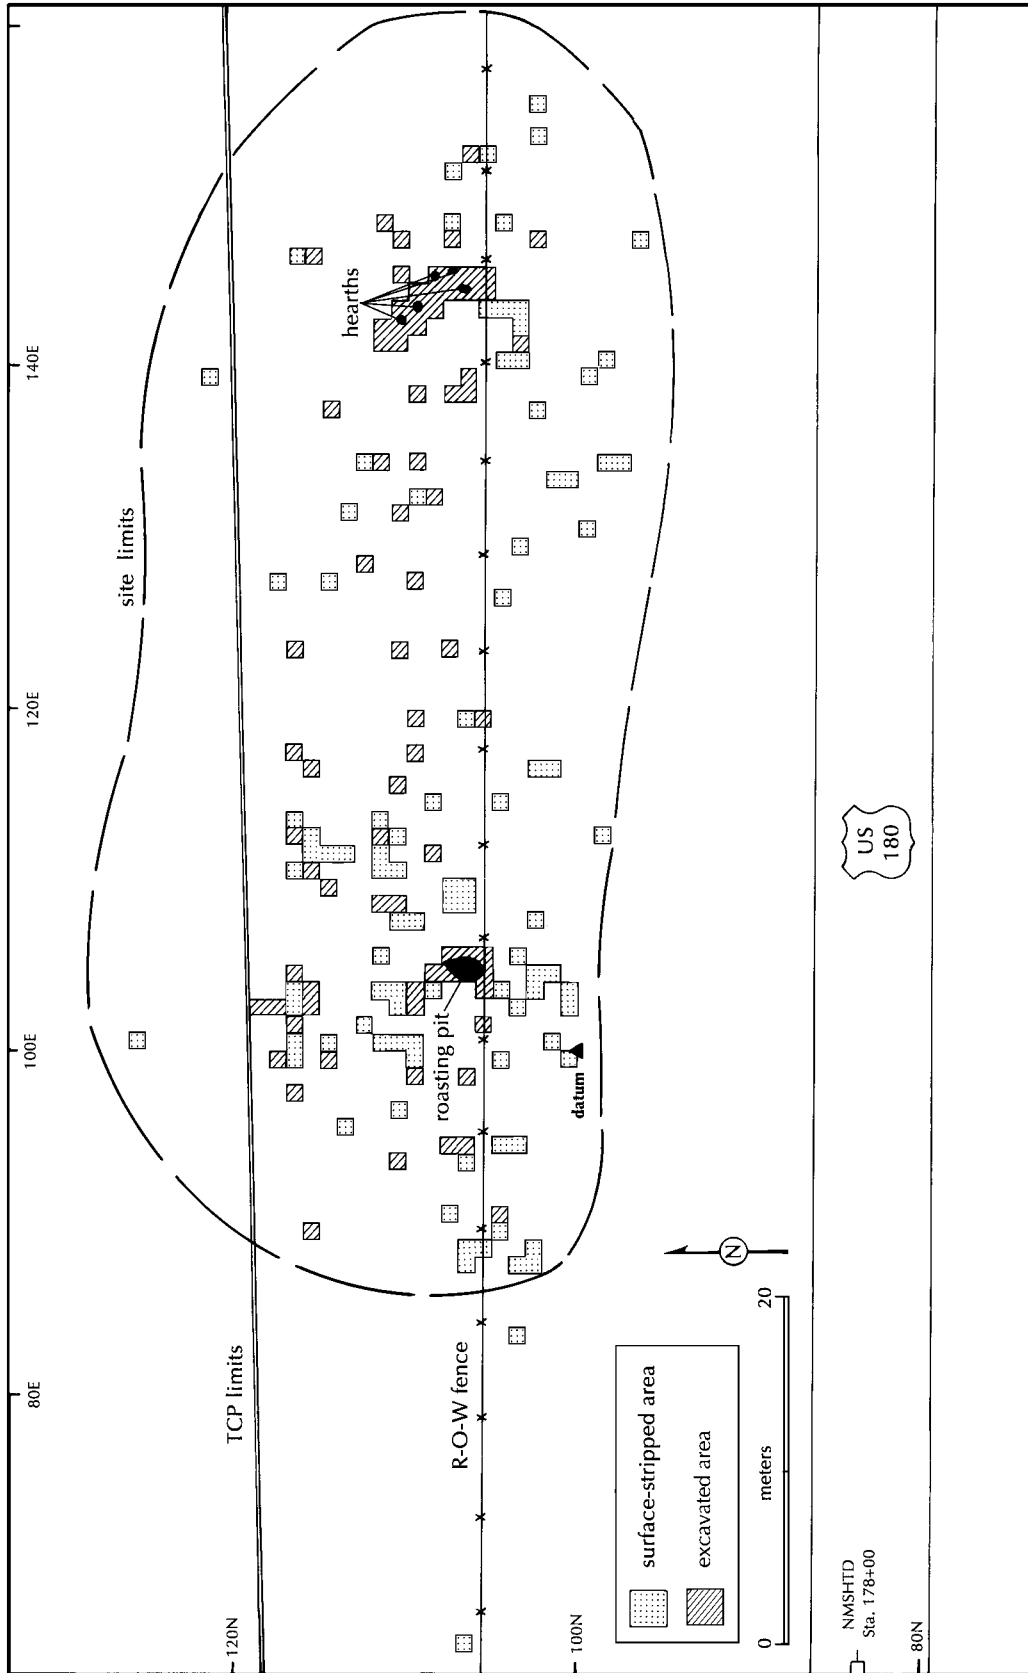 80E
100E
120E
140E
120N
100N
80N
TCP limits
site limits
hearths
R-O-W fence
roasting pit
datum
surface-stripped area
excavated area
0
meters
20
N
NMSHTD
Sta. 178+00
US
180